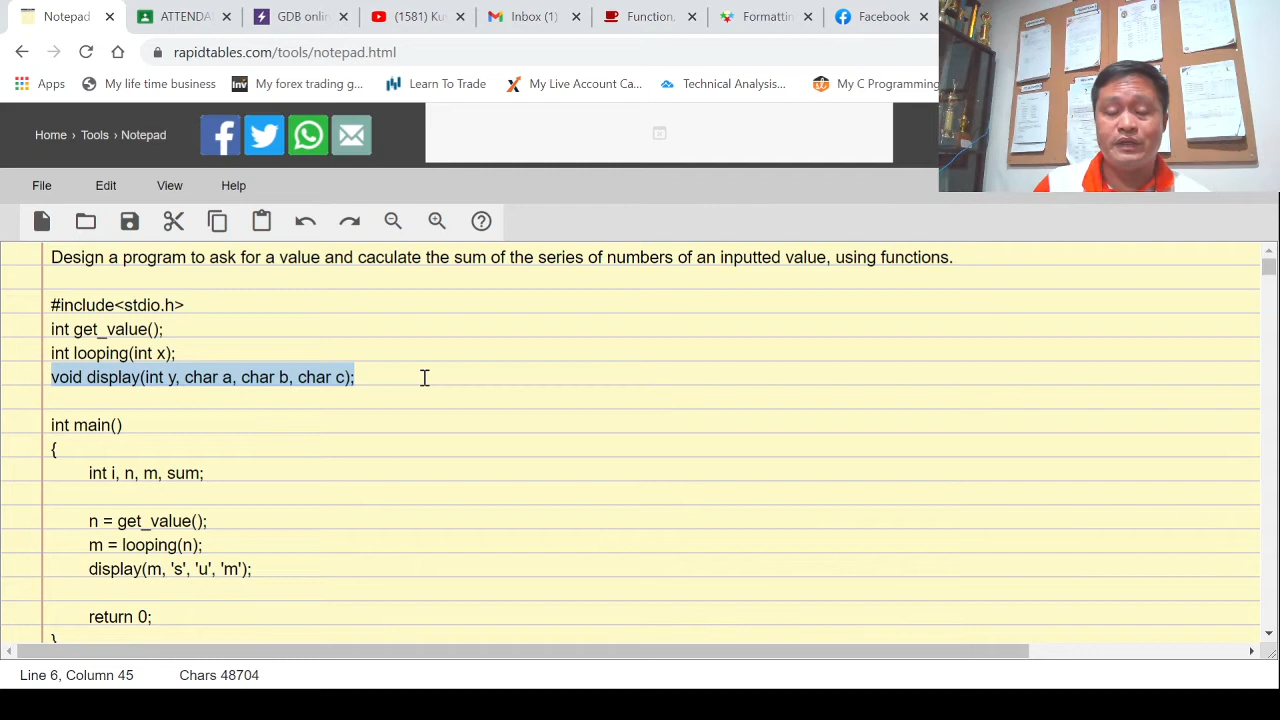 Notepad
ATTENDA
GDB onlin
(1581) Ku
Inbox (1)
Function,
Formattin
Facebook
rapidtables.com/tools/notepad.html
Apps
My life time business
inv
My forex trading g...
Learn To Trade
My Live Account Ca...
Technical Analysis...
My C Programming
Home › Tools › Notepad
File
Edit
View
Help
Design a program to ask for a value and caculate the sum of the series of numbers of an inputted value, using functions.
#include<stdio.h>
int get_value();
int looping(int x);
void display(int y, char a, char b, char c);
int main()
{
int i, n, m, sum;
n = get_value();
m = looping(n);
display(m, 's', 'u', 'm');
return 0;
}
Line 6, Column 45
Chars 48704